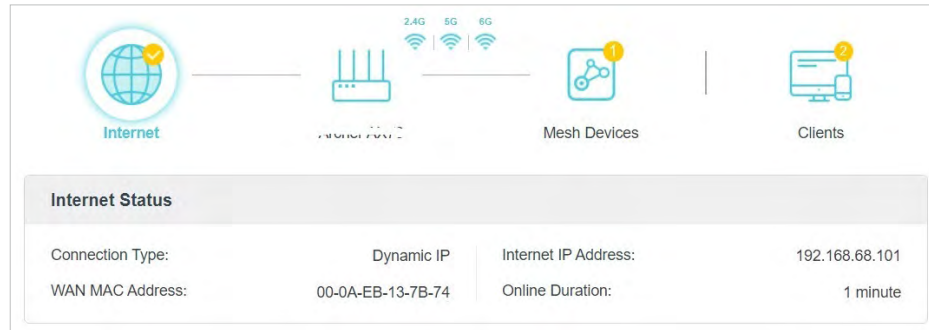 2.4G 5G 6G
1
2
Internet
Mesh Devices
Clients
Internet Status
Connection Type:
Dynamic IP
Internet IP Address:
192.168.68.101
WAN MAC Address:
00-0A-EB-13-7B-74
Online Duration:
1 minute